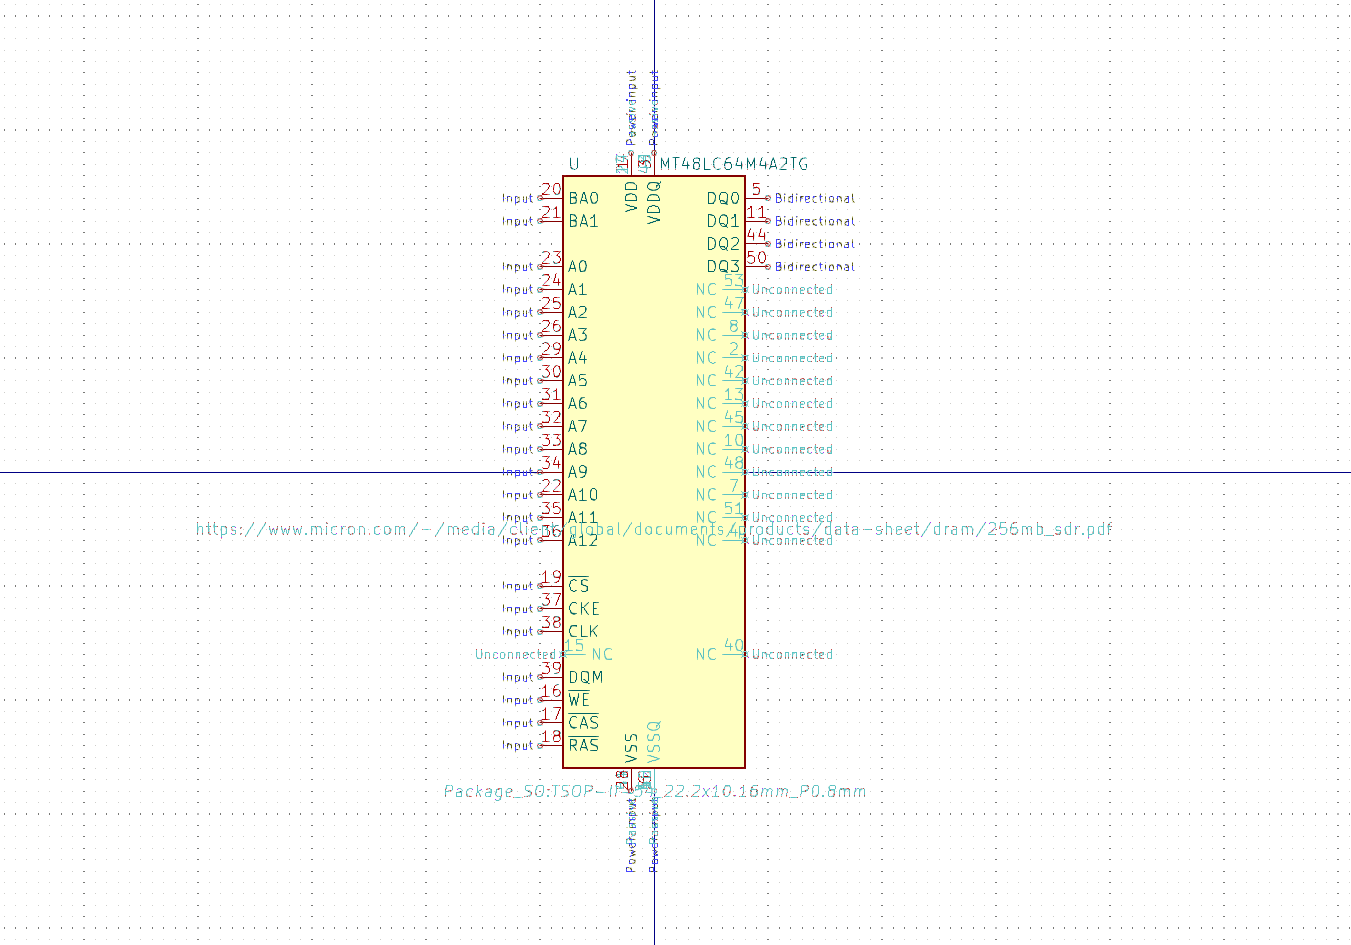 Power input Power input
U MT48LC64M4A2TG
VDD VDDQ
Input 20 BA0 DQ0 5 Bidirectional
Input 21 BA1 DQ1 11 Bidirectional
DQ2 44 Bidirectional
Input 23 A0 DQ3 50 Bidirectional
Input 24 A1 NC 53 Unconnected
Input 25 A2 NC 47 Unconnected
Input 26 A3 NC 8 Unconnected
Input 29 A4 NC 2 Unconnected
Input 30 A5 NC 42 Unconnected
Input 31 A6 NC 13 Unconnected
Input 32 A7 NC 45 Unconnected
Input 33 A8 NC 10 Unconnected
Input 34 A9 NC 48 Unconnected
Input 22 A10 NC 7 Unconnected
Input 35 A11 NC 51 Unconnected
https://www.micron.com/~/media/client/global/documents/products/data-sheet/dram/256mb_sdr.pdf
Input 36 A12 NC Unconnected
Input 19 CS
Input 37 CKE
Input 38 CLK
Unconnected 15 NC NC 40 Unconnected
Input 39 DQM
Input 16 WE
Input 17 CAS
Input 18 RAS
VSS VSSQ
Package_SO:TSOP-II-54_22.2x10.16mm_P0.8mm
Power input Power input